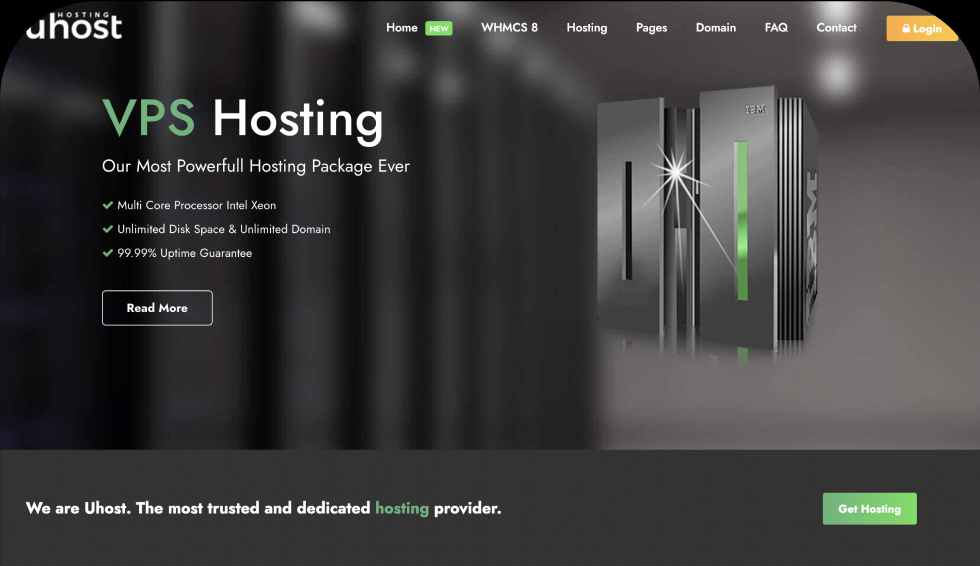 HOSTING
uhost
Home NEW WHMCS 8 Hosting Pages Domain FAQ Contact Login
VPS Hosting
Our Most Powerfull Hosting Package Ever
Multi Core Processor Intel Xeon
Unlimited Disk Space & Unlimited Domain
99.99% Uptime Guarantee
Read More
IBM
IBM
We are Uhost. The most trusted and dedicated hosting provider.
Get Hosting